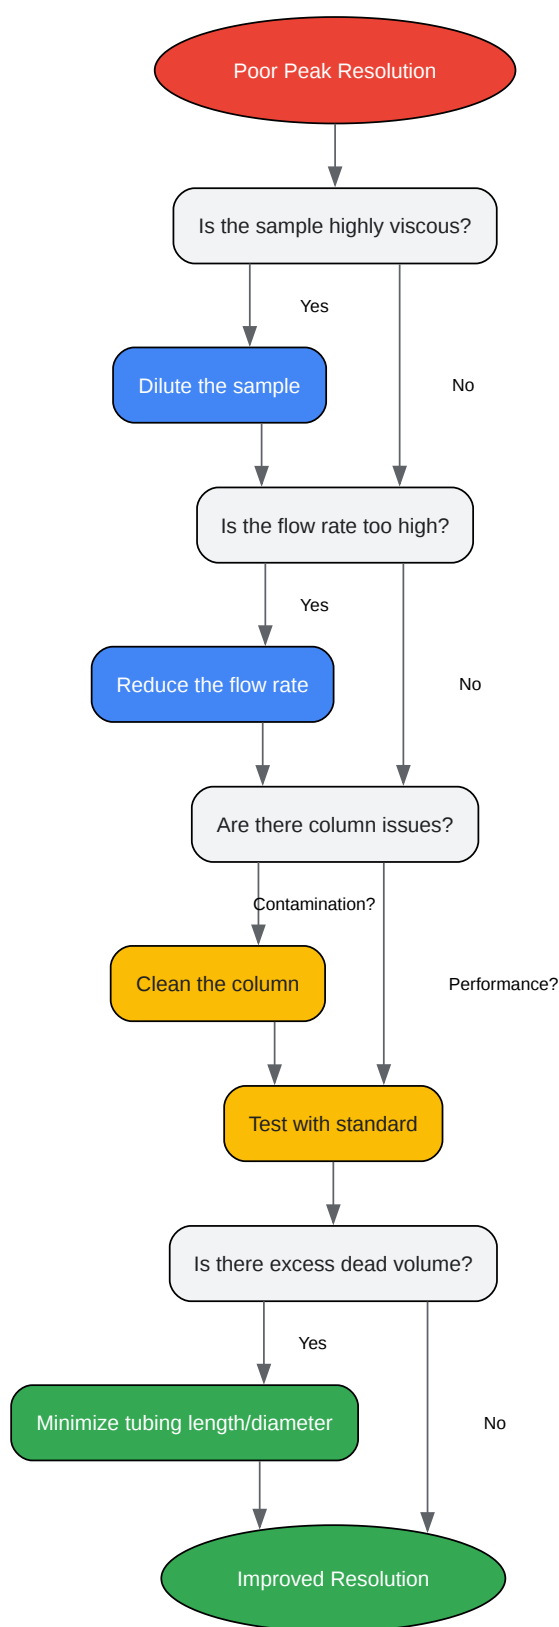 Poor Peak Resolution
Is the sample highly viscous?
Yes
Dilute the sample
No
Is the flow rate too high?
Yes
Reduce the flow rate
No
Are there column issues?
Contamination?
Clean the column
Performance?
Test with standard
Is there excess dead volume?
Yes
Minimize tubing length/diameter
No
Improved Resolution